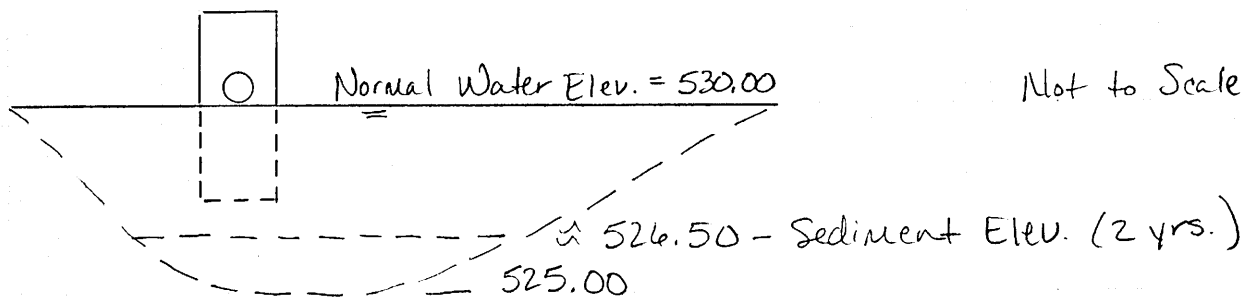 Normal Water Elev. = 530.00
Not to Scale
≈ 526.50 - Sediment Elev. (2 yrs.)
525.00